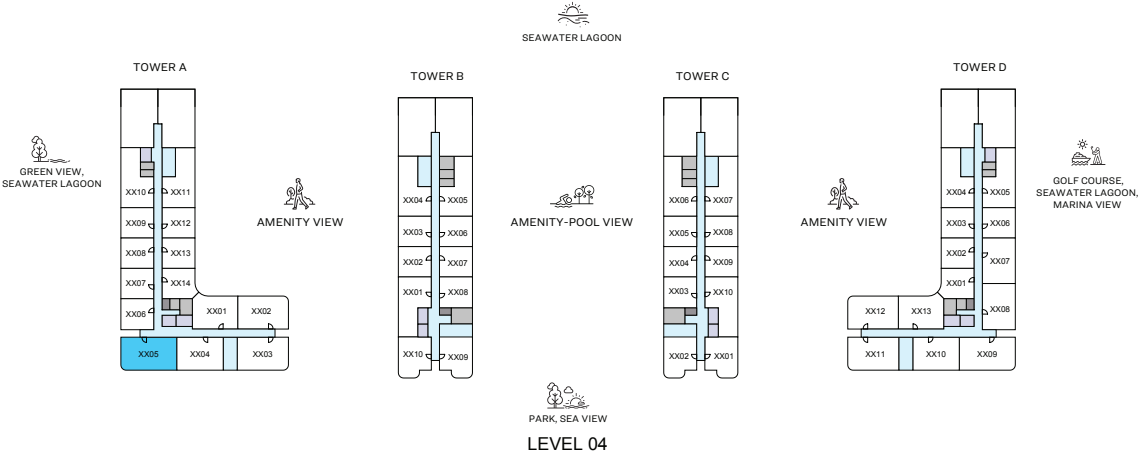 SEAWATER LAGOON
TOWER A
TOWER B
TOWER C
TOWER D
GREEN VIEW,
SEAWATER LAGOON
AMENITY VIEW
AMENITY-POOL VIEW
AMENITY VIEW
GOLF COURSE,
SEAWATER LAGOON,
MARINA VIEW
XX10 XX11
XX09 XX12
XX08 XX13
XX07 XX14
XX06 XX01 XX02
XX05 XX04 XX03
XX04 XX05
XX03 XX06
XX02 XX07
XX01 XX08
XX10 XX09
XX06 XX07
XX05 XX08
XX04 XX09
XX03 XX10
XX02 XX01
XX04 XX05
XX03 XX06
XX02 XX07
XX01
XX12 XX13 XX08
XX11 XX10 XX09
PARK, SEA VIEW
LEVEL 04